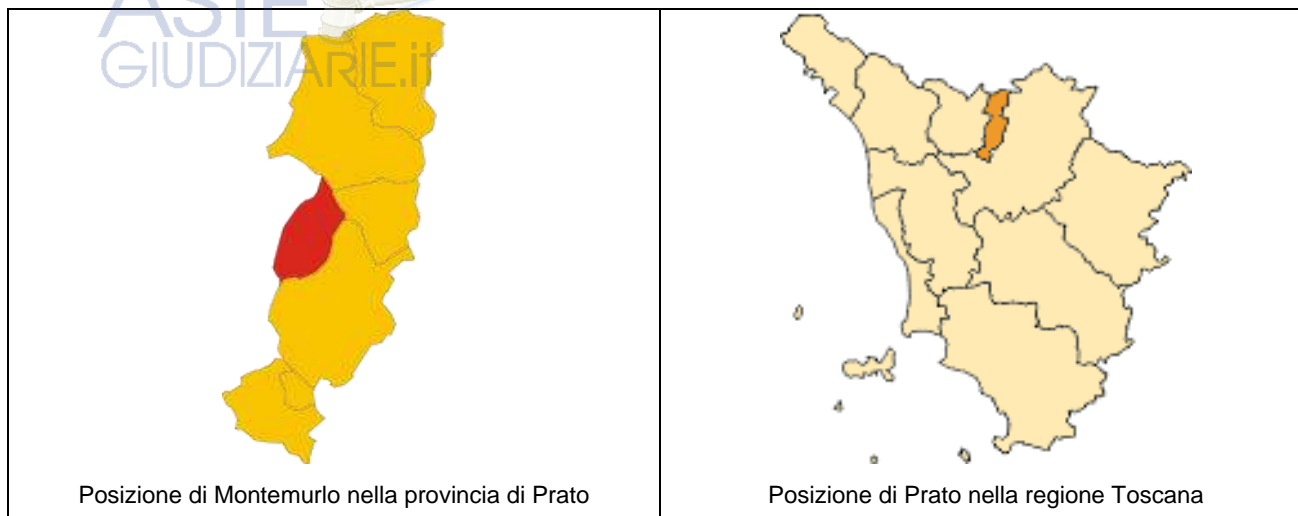 ASTE
GIUDIZIARIE.it
Posizione di Montemurlo nella provincia di Prato
Posizione di Prato nella regione Toscana